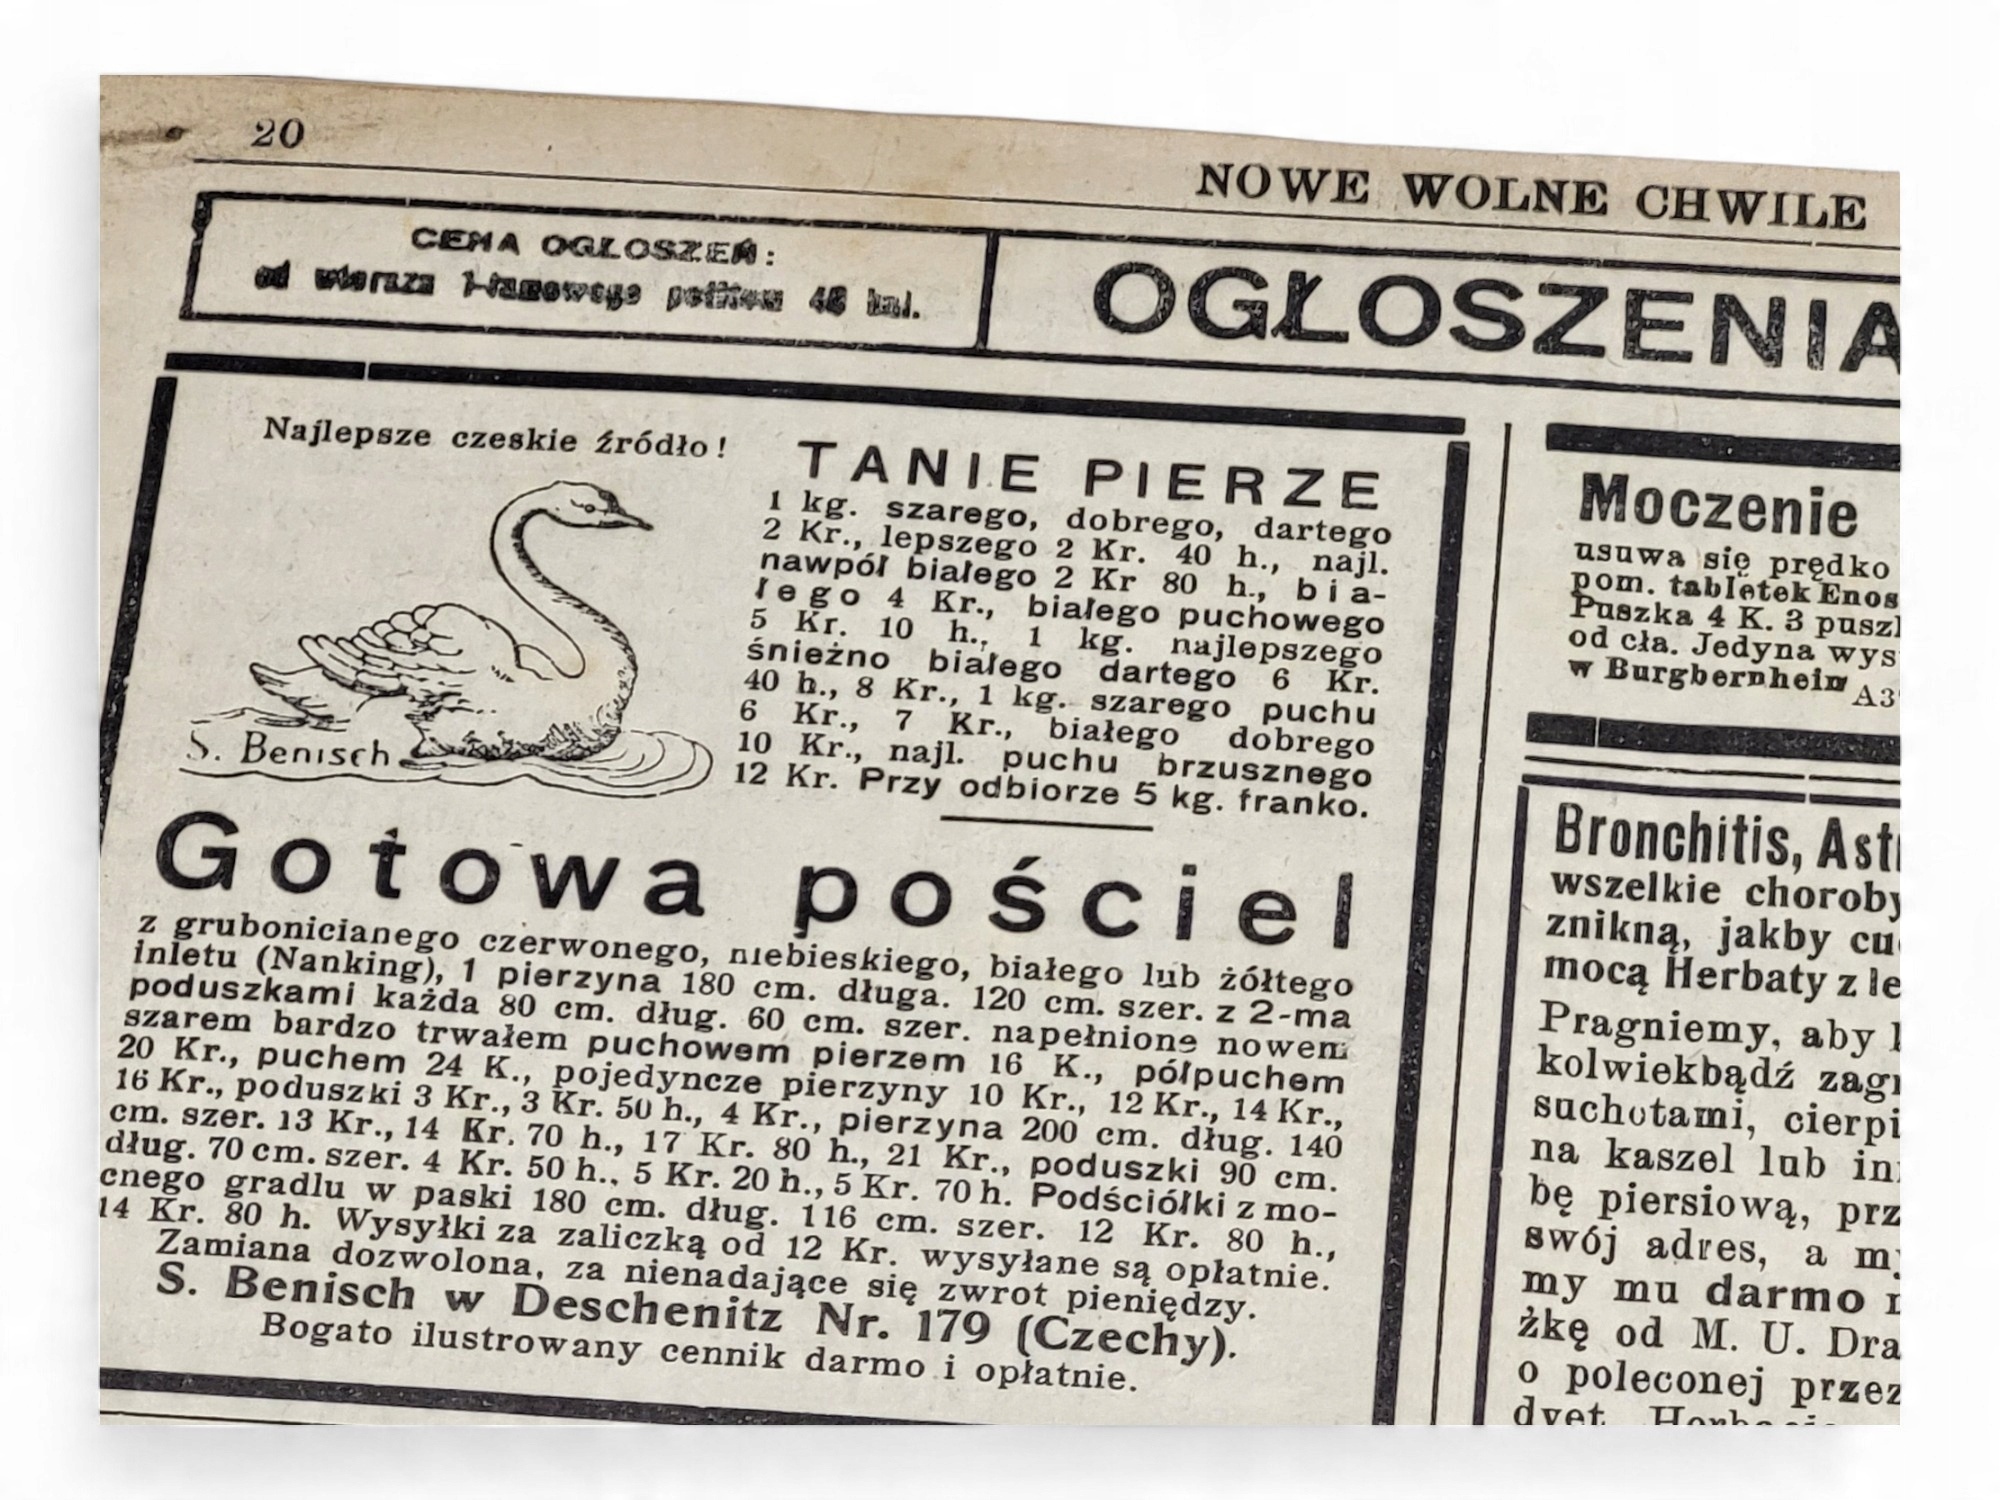 20
NOWE WOLNE CHWILE
CENA OGŁOSZEŃ:
od wiersza 1-łamowego petitem 48 hal.
OGŁOSZENIA
Najlepsze czeskie źródło!
S. Benisch
TANIE PIERZE
1 kg. szarego, dobrego, dartego
2 Kr., lepszego 2 Kr. 40 h., najl.
nawpół białego 2 Kr 80 h., bia-
łego 4 Kr., białego puchowego
5 Kr. 10 h., 1 kg. najlepszego
śnieżno białego dartego 6 Kr.
40 h., 8 Kr., 1 kg. szarego puchu
6 Kr., 7 Kr., białego dobrego
10 Kr., najl. puchu brzusznego
12 Kr. Przy odbiorze 5 kg. franko.
Gotowa pościel
z grubonicianego czerwonego, niebieskiego, białego lub żółtego
inletu (Nanking), 1 pierzyna 180 cm. długa. 120 cm. szer. z 2-ma
poduszkami każda 80 cm. dług. 60 cm. szer. napełnione nowem
szarem bardzo trwałem puchowem pierzem 16 K., półpuchem
20 Kr., puchem 24 K., pojedyncze pierzyny 10 Kr., 12 Kr., 14 Kr.,
16 Kr., poduszki 3 Kr., 3 Kr. 50 h., 4 Kr., pierzyna 200 cm. dług. 140
cm. szer. 13 Kr., 14 Kr. 70 h., 17 Kr. 80 h., 21 Kr., poduszki 90 cm.
dług. 70 cm. szer. 4 Kr. 50 h., 5 Kr. 20 h., 5 Kr. 70 h. Podściółki z mo-
cnego gradlu w paski 180 cm. dług. 116 cm. szer. 12 Kr. 80 h.,
14 Kr. 80 h. Wysyłki za zaliczką od 12 Kr. wysyłane są opłatnie.
Zamiana dozwolona, za nienadające się zwrot pieniędzy.
S. Benisch w Deschenitz Nr. 179 (Czechy).
Bogato ilustrowany cennik darmo i opłatnie.
Moczenie
usuwa się prędko
pom. tabletek Enos
Puszka 4 K. 3 pusz
od cła. Jedyna wys
w Burgbernheim A3
Bronchitis, Ast
wszelkie choroby
znikną, jakby cu
mocą Herbaty z le
Pragniemy, aby
kolwiekbądź zag
suchotami, cierpi
na kaszel lub in
bę piersiową, prz
swój adres, a m
my mu darmo
żkę od M. U. Dra
o poleconej przez